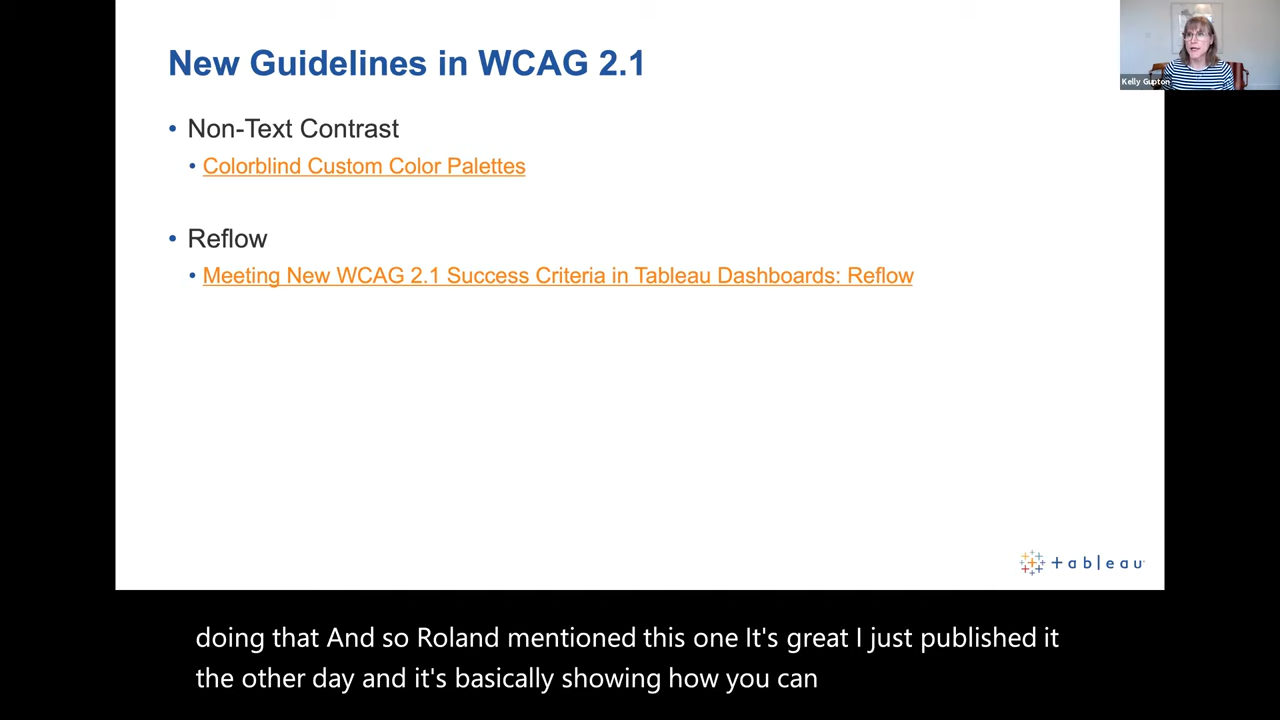 New Guidelines in WCAG 2.1
• Non-Text Contrast
• Colorblind Custom Color Palettes
• Reflow
• Meeting New WCAG 2.1 Success Criteria in Tableau Dashboards: Reflow
Kelly Gupton
+ableau
doing that And so Roland mentioned this one It's great I just published it
the other day and it's basically showing how you can